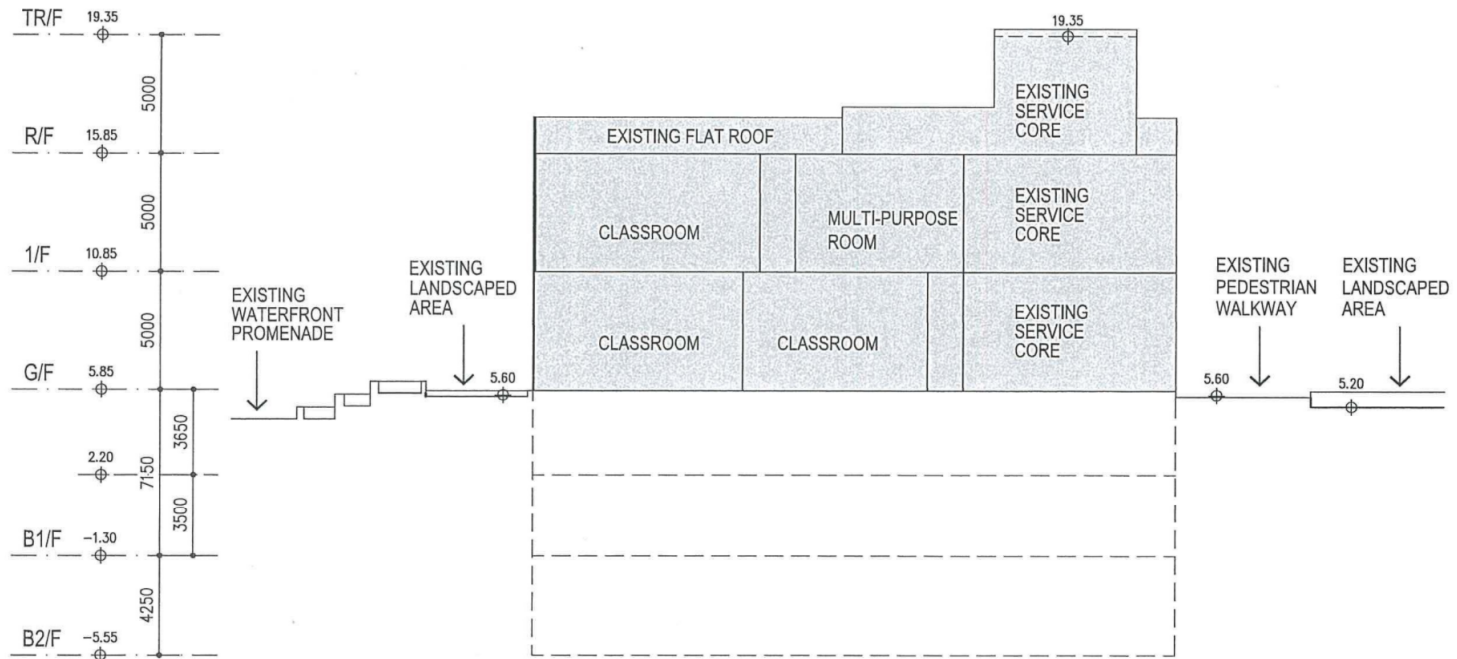 TR/F 19.35
5000
R/F 15.85
5000
1/F 10.85
5000
G/F 5.85
3650
2.20
7150
3500
B1/F −1.30
4250
B2/F −5.55
19.35
EXISTING
SERVICE
CORE
EXISTING FLAT ROOF
CLASSROOM
MULTI-PURPOSE
ROOM
EXISTING
SERVICE
CORE
CLASSROOM
CLASSROOM
EXISTING
SERVICE
CORE
EXISTING
WATERFRONT
PROMENADE
EXISTING
LANDSCAPED
AREA
5.60
EXISTING
PEDESTRIAN
WALKWAY
EXISTING
LANDSCAPED
AREA
5.60
5.20